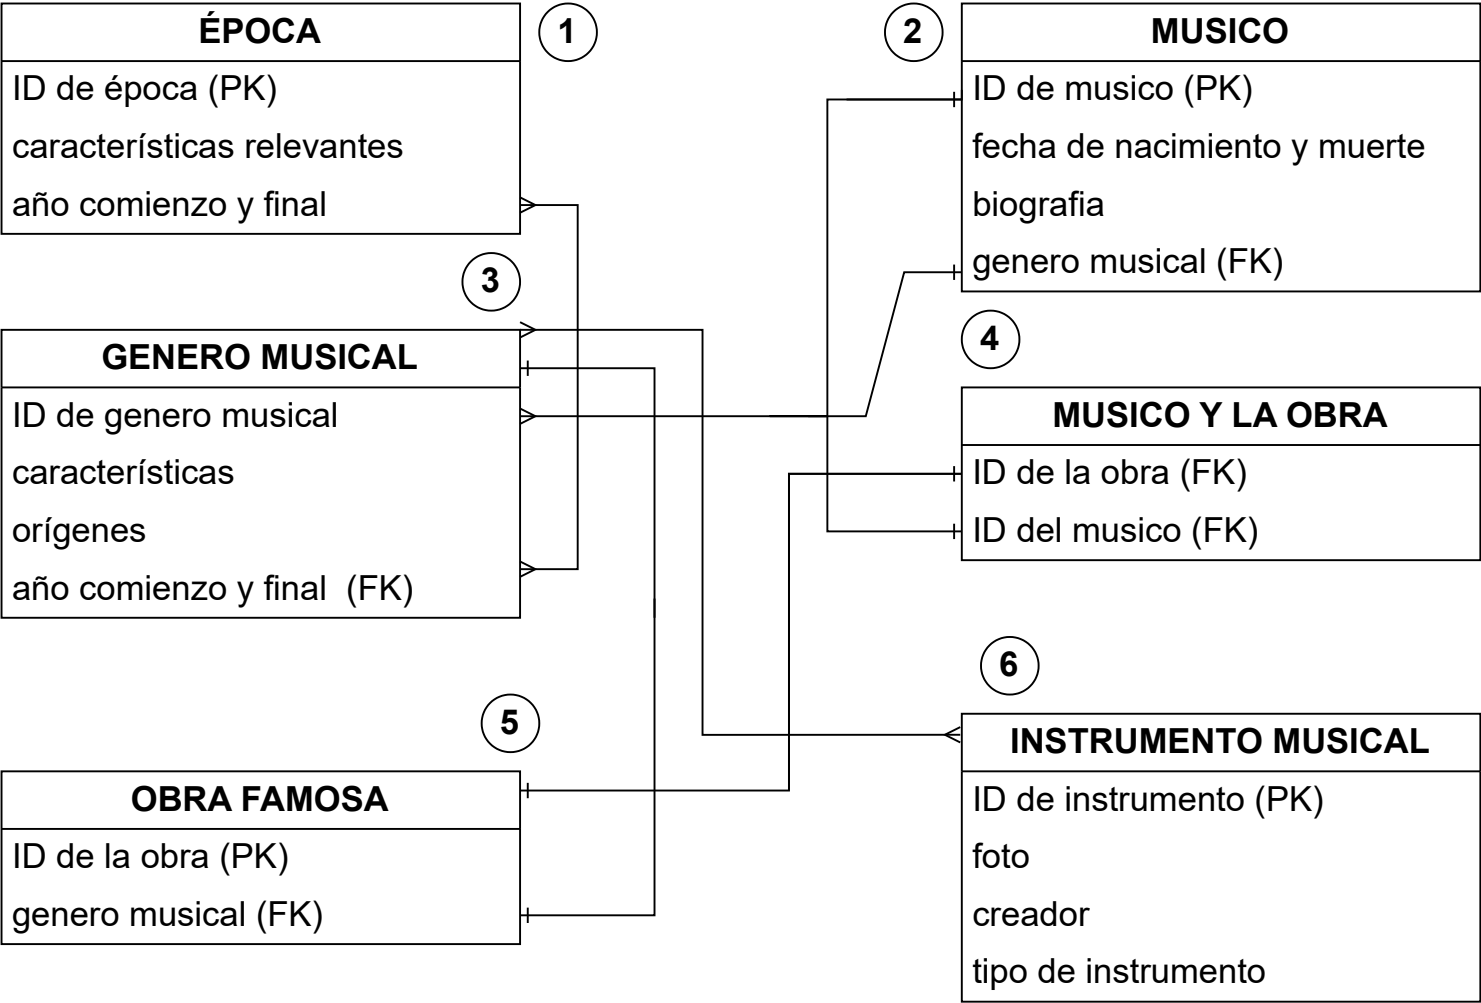 ÉPOCA
1
ID de época (PK)
características relevantes
año comienzo y final
2
MUSICO
ID de musico (PK)
fecha de nacimiento y muerte
biografia
genero musical (FK)
3
GENERO MUSICAL
ID de genero musical
características
orígenes
año comienzo y final  (FK)
4
MUSICO Y LA OBRA
ID de la obra (FK)
ID del musico (FK)
5
OBRA FAMOSA
ID de la obra (PK)
genero musical (FK)
6
INSTRUMENTO MUSICAL
ID de instrumento (PK)
foto
creador
tipo de instrumento